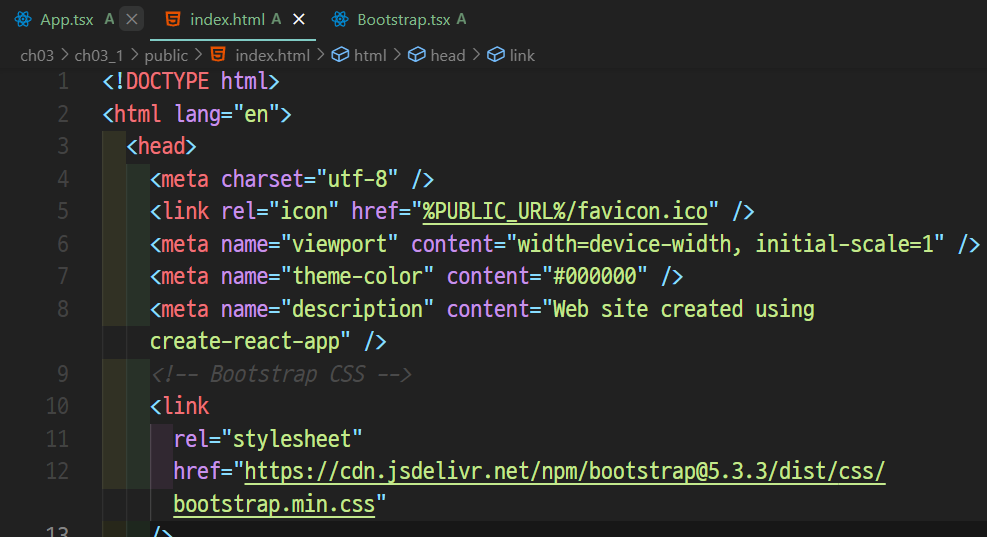 App.tsx A index.html A Bootstrap.tsx A
ch03 > ch03_1 > public > index.html > html > head > link
1 <!DOCTYPE html>
2 <html lang="en">
3 <head>
4 <meta charset="utf-8" />
5 <link rel="icon" href="%PUBLIC_URL%/favicon.ico" />
6 <meta name="viewport" content="width=device-width, initial-scale=1" />
7 <meta name="theme-color" content="#000000" />
8 <meta name="description" content="Web site created using
create-react-app" />
9 <!-- Bootstrap CSS -->
10 <link
11 rel="stylesheet"
12 href="https://cdn.jsdelivr.net/npm/bootstrap@5.3.3/dist/css/
bootstrap.min.css"
13 />